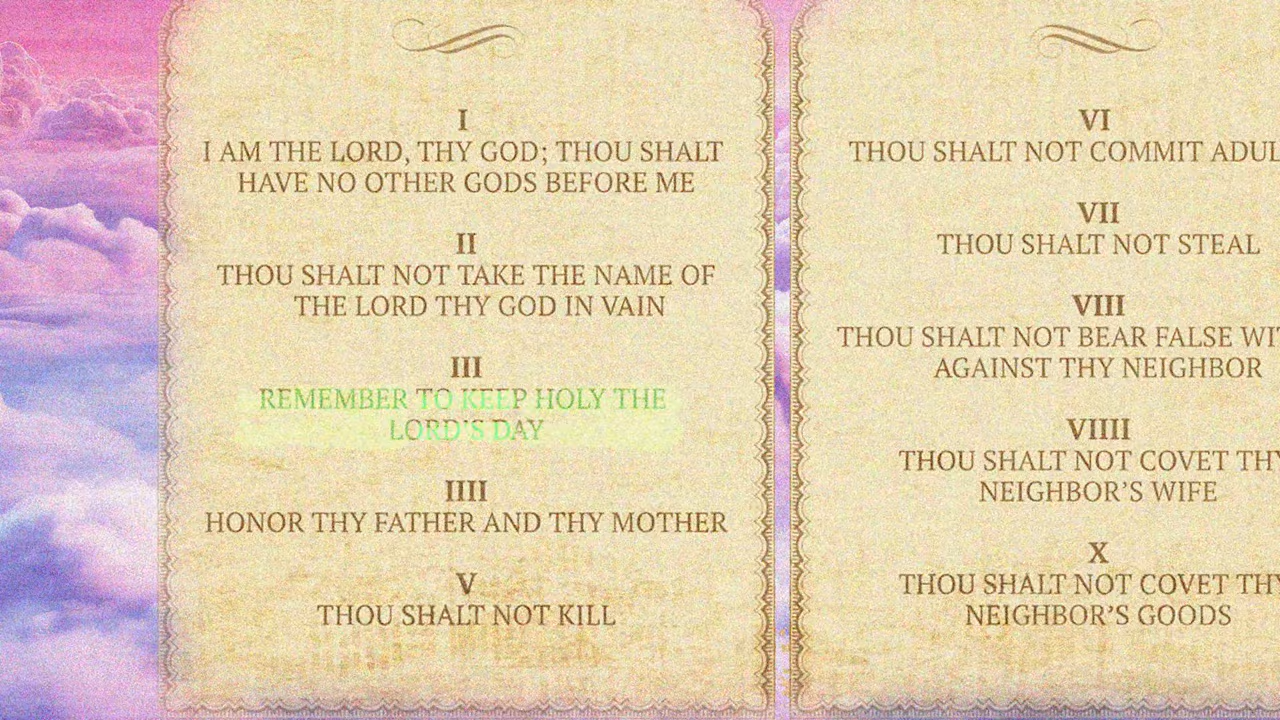 I
I AM THE LORD, THY GOD; THOU SHALT
HAVE NO OTHER GODS BEFORE ME
II
THOU SHALT NOT TAKE THE NAME OF
THE LORD THY GOD IN VAIN
III
REMEMBER TO KEEP HOLY THE
LORD'S DAY
IIII
HONOR THY FATHER AND THY MOTHER
V
THOU SHALT NOT KILL
VI
THOU SHALT NOT COMMIT ADUL
VII
THOU SHALT NOT STEAL
VIII
THOU SHALT NOT BEAR FALSE WI
AGAINST THY NEIGHBOR
VIIII
THOU SHALT NOT COVET THY
NEIGHBOR'S WIFE
X
THOU SHALT NOT COVET THY
NEIGHBOR'S GOODS